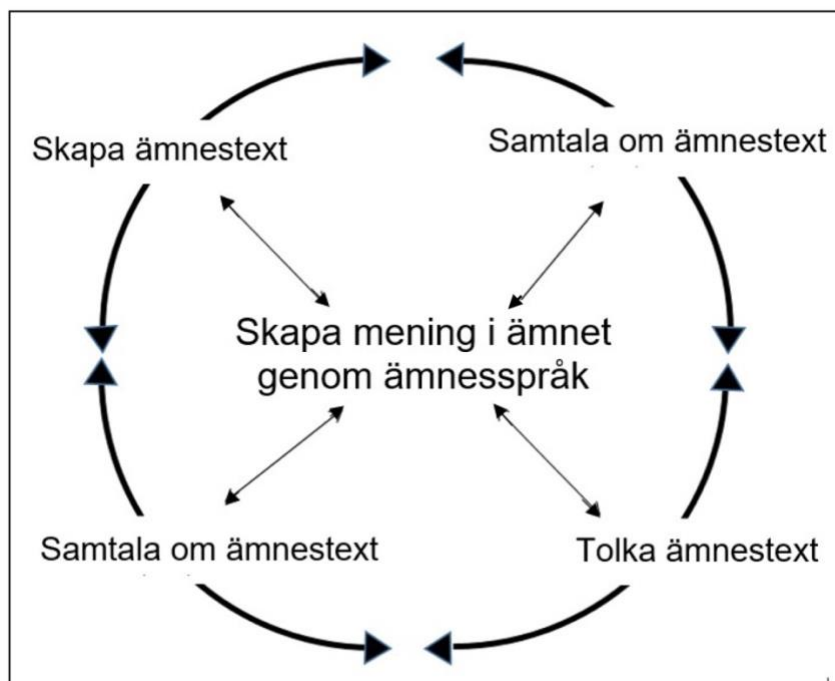 Skapa ämnestext
Samtala om ämnestext
Skapa mening i ämnet
genom ämnesspråk
Samtala om ämnestext
Tolka ämnestext